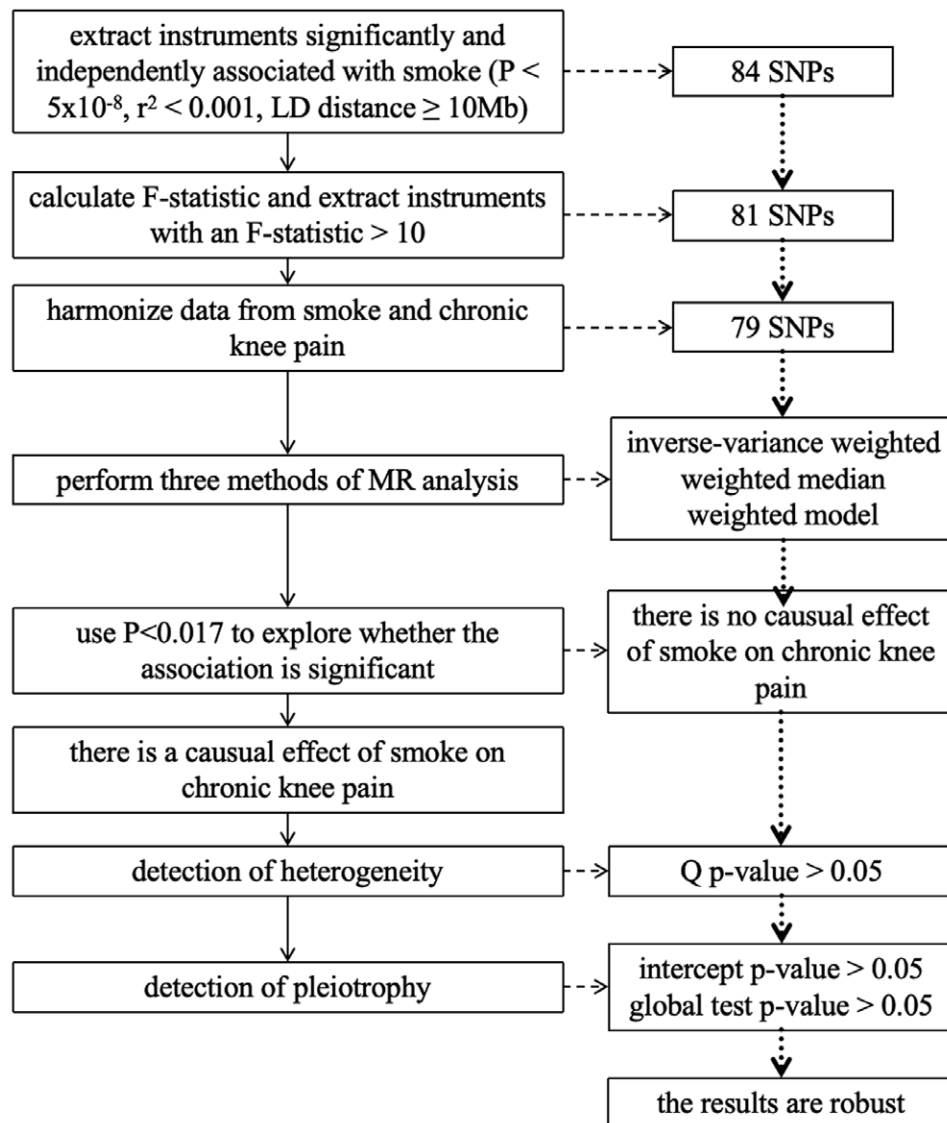 extract instruments significantly and
independently associated with smoke (P <
5x10⁻⁸, r² < 0.001, LD distance ≥ 10Mb)
84 SNPs
calculate F-statistic and extract instruments
with an F-statistic > 10
81 SNPs
harmonize data from smoke and chronic
knee pain
79 SNPs
perform three methods of MR analysis
inverse-variance weighted
weighted median
weighted model
use P<0.017 to explore whether the
association is significant
there is no causual effect
of smoke on chronic knee
pain
there is a causual effect of smoke on
chronic knee pain
detection of heterogeneity
Q p-value > 0.05
detection of pleiotrophy
intercept p-value > 0.05
global test p-value > 0.05
the results are robust